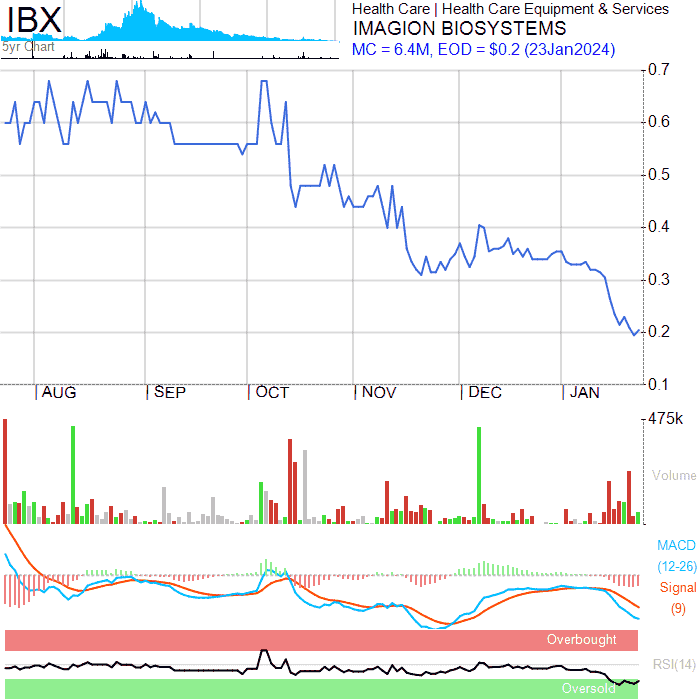 IBX
Health Care | Health Care Equipment & Services
IMAGION BIOSYSTEMS
MC = 6.4M, EOD = $0.2 (23Jan2024)
5yr Chart
0.7
0.6
0.5
0.4
0.3
0.2
0.1
AUG SEP OCT NOV DEC JAN
475k
Volume
MACD
(12-26)
Signal
(9)
Overbought
RSI(14)
Oversold